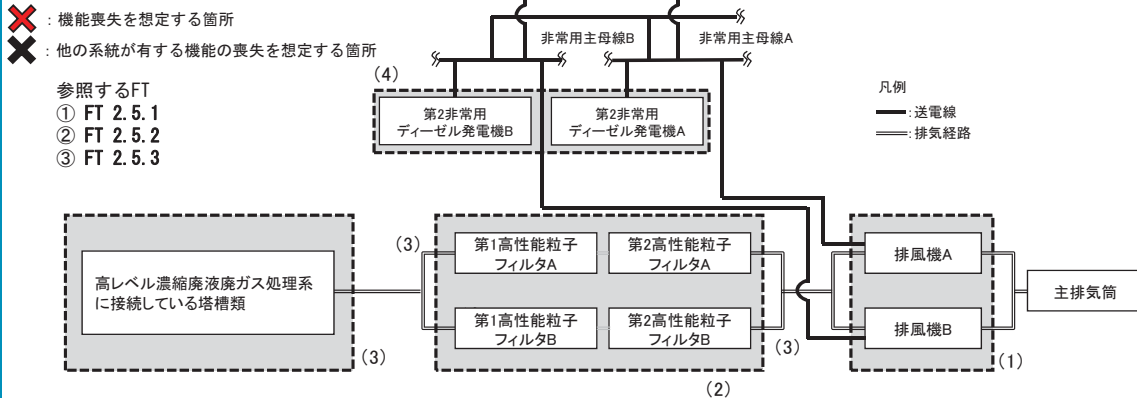 ：機能喪失を想定する箇所
：他の系統が有する機能の喪失を想定する箇所
参照するFT
① FT 2.5.1
② FT 2.5.2
③ FT 2.5.3
非常用主母線B
非常用主母線A
(4)
第2非常用
ディーゼル発電機B
第2非常用
ディーゼル発電機A
凡例
：送電線
：排気経路
高レベル濃縮廃液廃ガス処理系
に接続している塔槽類
(3)
(3)
第1高性能粒子
フィルタA
第2高性能粒子
フィルタA
第1高性能粒子
フィルタB
第2高性能粒子
フィルタB
(3)
(2)
排風機A
排風機B
(1)
主排気筒